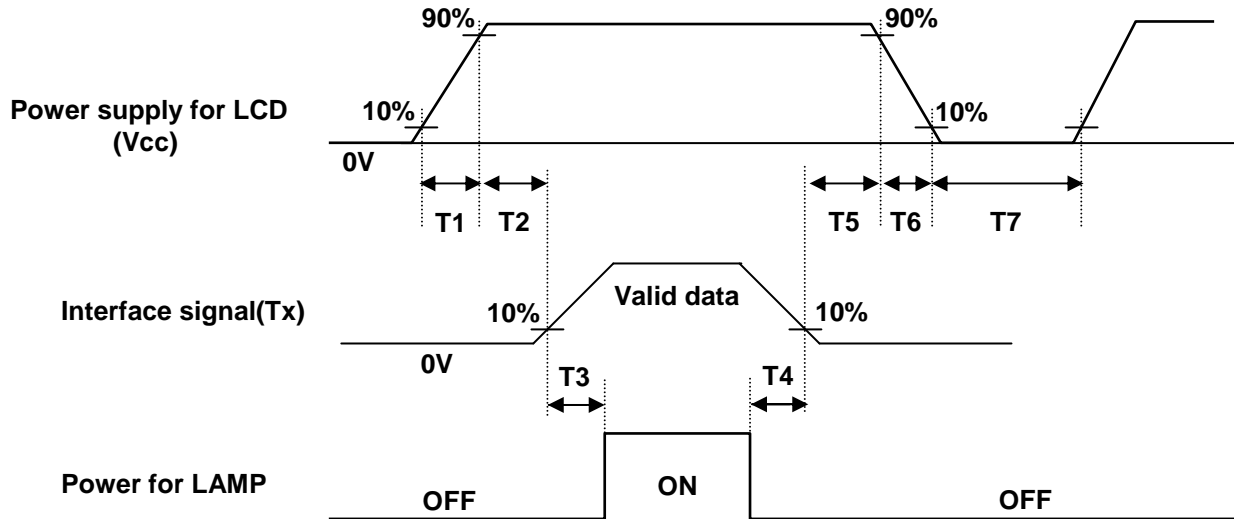 90%
90%
Power supply for LCD
(Vcc)
10%
10%
0V
T1
T2
T5
T6
T7
Interface signal(Tx)
Valid data
10%
10%
0V
T3
T4
Power for LAMP
OFF
ON
OFF